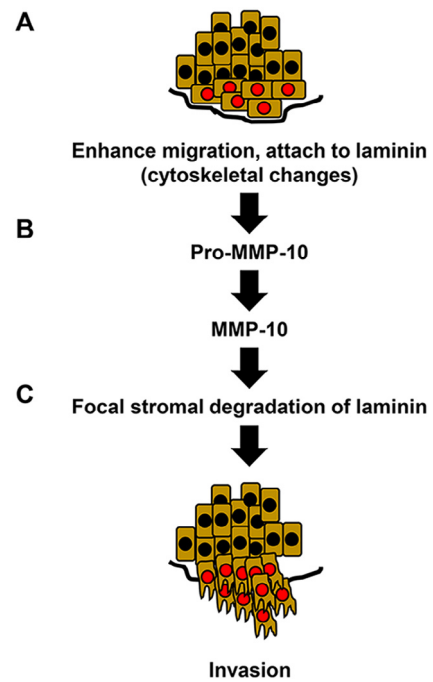 A
Enhance migration, attach to laminin
(cytoskeletal changes)
B
Pro-MMP-10
MMP-10
C
Focal stromal degradation of laminin
Invasion